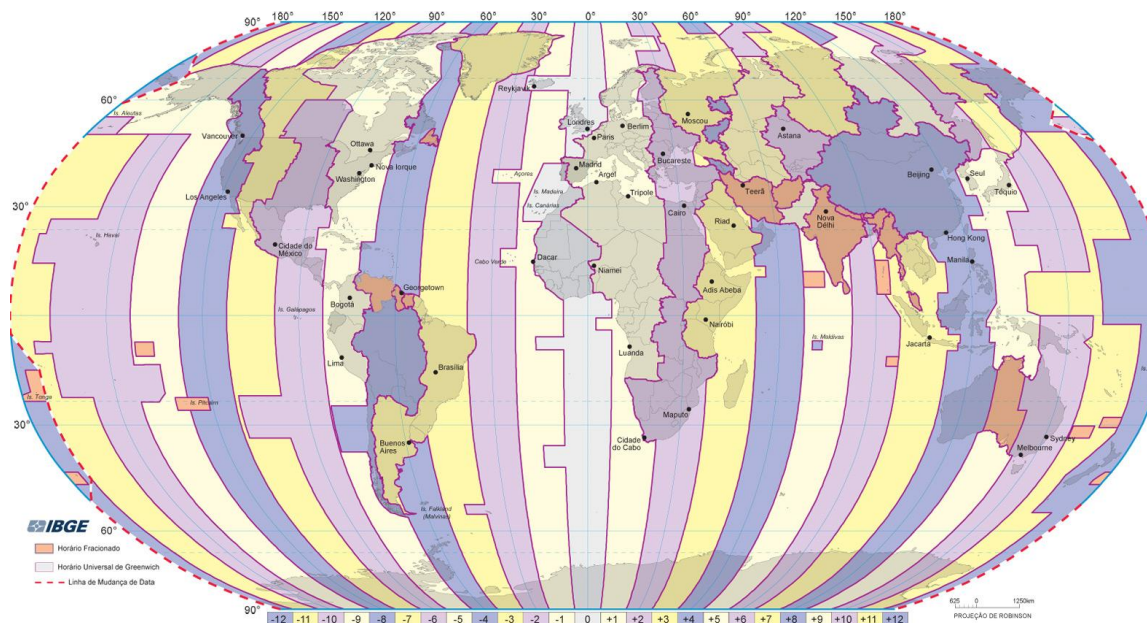 90° 180° 150° 120° 90° 60° 30° 0° 30° 60° 90° 120° 150° 180° 90°
Reykjavik
60° 60°
Is. Aleutas
Londres
Berlim
Moscou
Vancouver
Paris
Astana
Ottawa
Bucareste
Nova Iorque
Madrid
Beijing
Seul
Washington
Açores
Argel
Tóquio
Los Angeles
Is. Madeira
Trípole
Teerã
30° 30°
Is. Canárias
Cairo
Nova
Délhi
Riad
Is. Havaí
Hong Kong
Cidade do
México
Cabo Verde
Dacar
Manila
Niamei
Georgetown
Adis Abeba
Bogotá
Is. Galápagos
Nairóbi
Is. Maldivas
Jacarta
Lima
Luanda
Brasília
Is. Tonga
Is. Pitcairn
Maputo
30° 30°
Buenos
Aires
Cidade
do Cabo
Sydney
Melbourne
Is. Falkland
(Malvinas)
IBGE
60° 60°
Horário Fracionado
Horário Universal de Greenwich
Linha de Mudança de Data
90° 90°
625 0 1250km
PROJEÇÃO DE ROBINSON
-12 -11 -10 -9 -8 -7 -6 -5 -4 -3 -2 -1 0 +1 +2 +3 +4 +5 +6 +7 +8 +9 +10 +11 +12